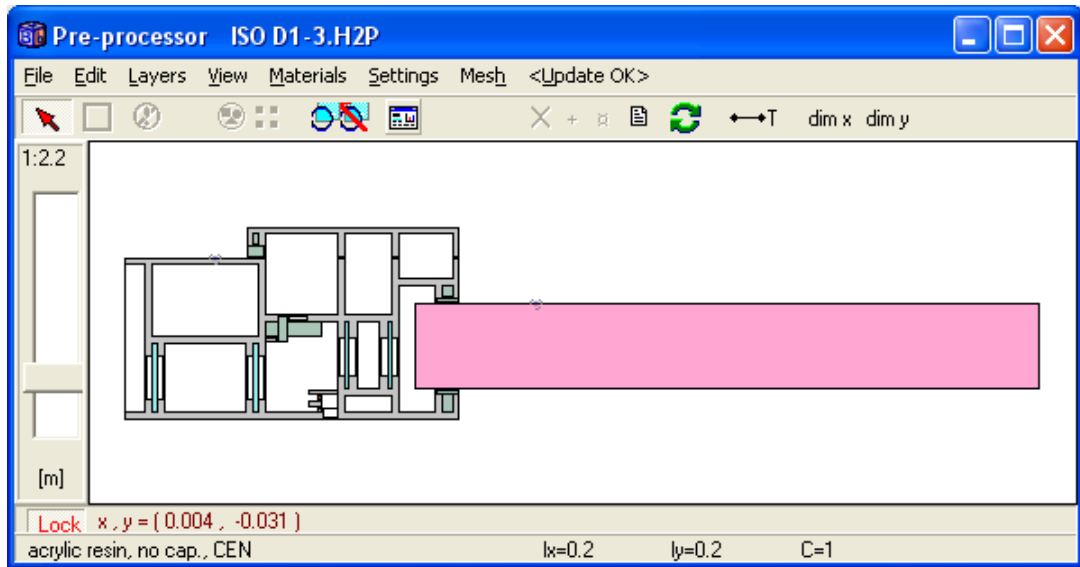 Pre-processor ISO D1-3.H2P
File Edit Layers View Materials Settings Mesh <Update OK>
T dim x dim y
1:2.2
[m]
Lock x , y = ( 0.004 , -0.031 )
acrylic resin, no cap., CEN lx=0.2 ly=0.2 C=1